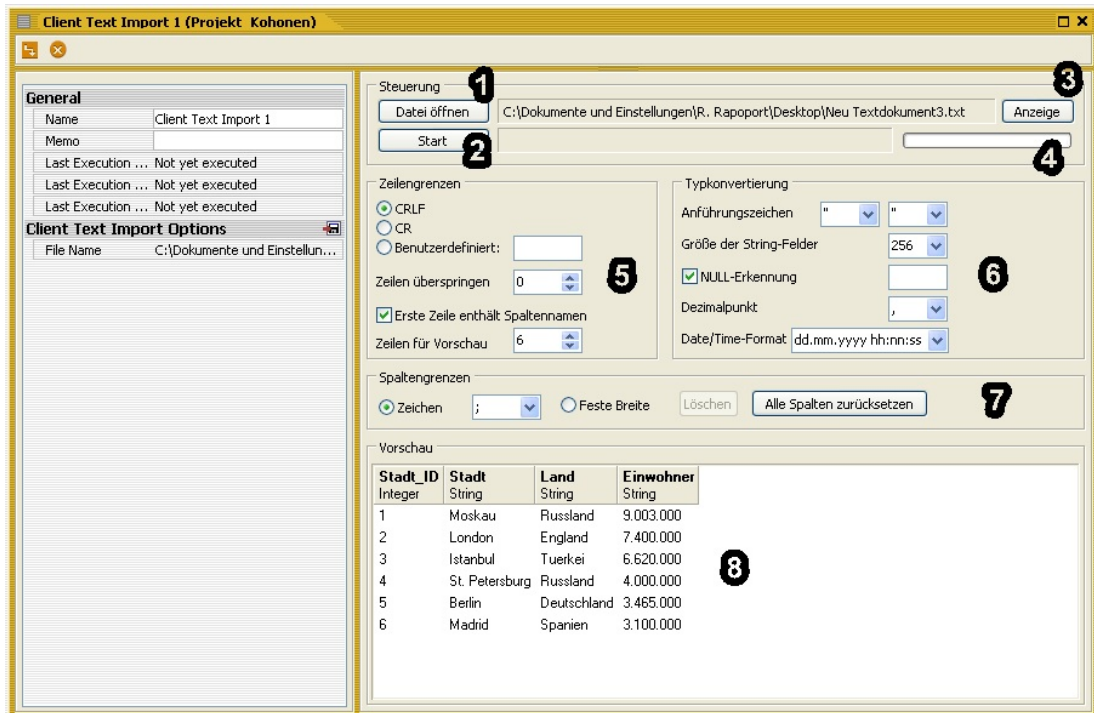 Client Text Import 1 (Projekt Kohonen)
General
Name Client Text Import 1
Memo
Last Execution ... Not yet executed
Last Execution ... Not yet executed
Last Execution ... Not yet executed
Client Text Import Options
File Name C:\Dokumente und Einstellun...
Steuerung 1 3
Datei öffnen C:\Dokumente und Einstellungen\R. Rapoport\Desktop\Neu Textdokument3.txt Anzeige
Start 2 4
Zeilengrenzen
CRLF
CR
Benutzerdefiniert:
Zeilen überspringen 0 5
Erste Zeile enthält Spaltennamen
Zeilen für Vorschau 6
Typkonvertierung
Anführungszeichen " "
Größe der String-Felder 256
NULL-Erkennung 6
Dezimalpunkt ,
Date/Time-Format dd.mm.yyyy hh:nn:ss
Spaltengrenzen
Zeichen ; Feste Breite Löschen Alle Spalten zurücksetzen 7
Vorschau
Stadt_ID Stadt Land Einwohner
Integer String String String
1 Moskau Russland 9.003.000
2 London England 7.400.000
3 Istanbul Tuerkei 6.620.000 8
4 St. Petersburg Russland 4.000.000
5 Berlin Deutschland 3.465.000
6 Madrid Spanien 3.100.000